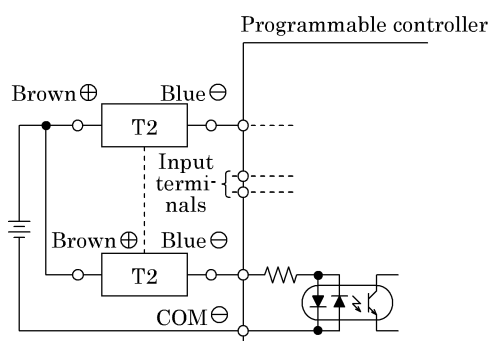 Programmable controller
Brown ⊕
Blue ⊖
T2
Input
termi-
nals
Brown ⊕
Blue ⊖
T2
COM ⊖